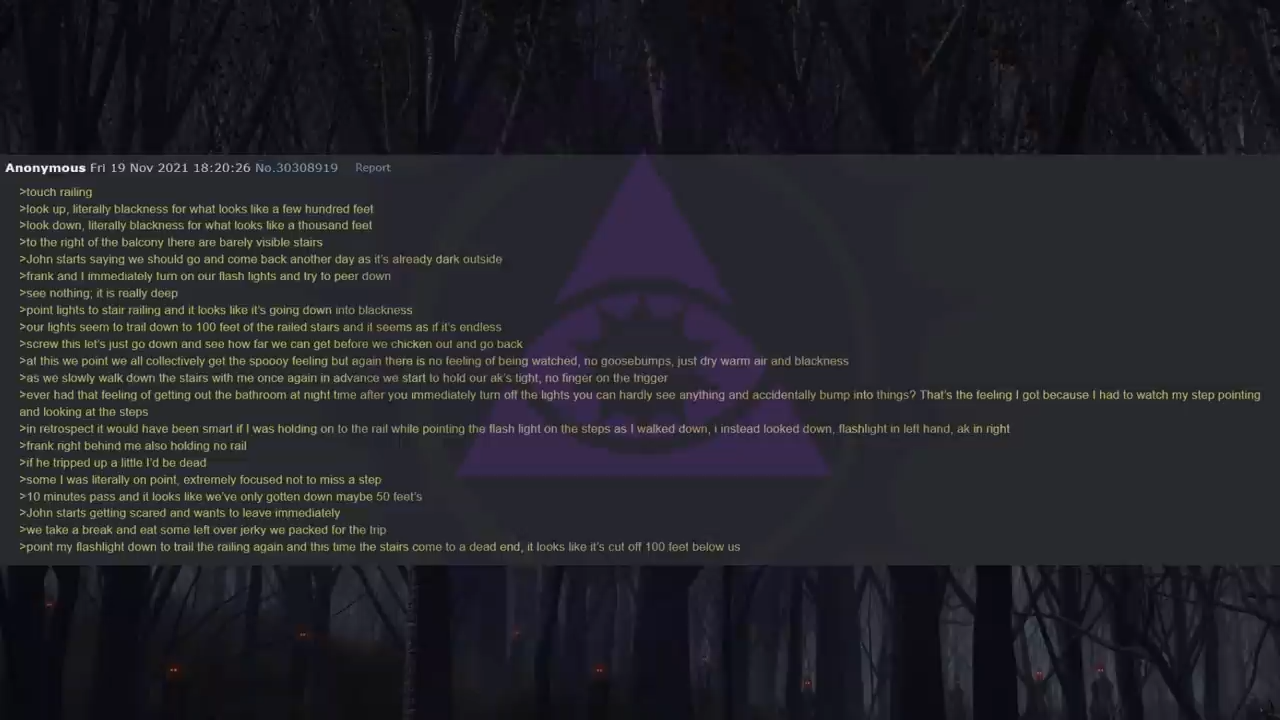 Anonymous Fri 19 Nov 2021 18:20:26 No.30308919 Report
>touch railing
>look up, literally blackness for what looks like a few hundred feet
>look down, literally blackness for what looks like a thousand feet
>to the right of the balcony there are barely visible stairs
>John starts saying we should go and come back another day as it's already dark outside
>frank and I immediately turn on our flash lights and try to peer down
>see nothing; it is really deep
>point lights to stair railing and it looks like it's going down into blackness
>our lights seem to trail down to 100 feet of the railed stairs and it seems as if it's endless
>screw this let's just go down and see how far we can get before we chicken out and go back
>at this we point we all collectively get the spoooy feeling but again there is no feeling of being watched, no goosebumps, just dry warm air and blackness
>as we slowly walk down the stairs with me once again in advance we start to hold our ak's tight, no finger on the trigger
>ever had that feeling of getting out the bathroom at night time after you immediately turn off the lights you can hardly see anything and accidentally bump into things? That's the feeling I got because I had to watch my step pointing
and looking at the steps
>in retrospect it would have been smart if I was holding on to the rail while pointing the flash light on the steps as I walked down, i instead looked down, flashlight in left hand, ak in right
>frank right behind me also holding no rail
>if he tripped up a little I'd be dead
>some I was literally on point, extremely focused not to miss a step
>10 minutes pass and it looks like we've only gotten down maybe 50 feet's
>John starts getting scared and wants to leave immediately
>we take a break and eat some left over jerky we packed for the trip
>point my flashlight down to trail the railing again and this time the stairs come to a dead end, it looks like it's cut off 100 feet below us